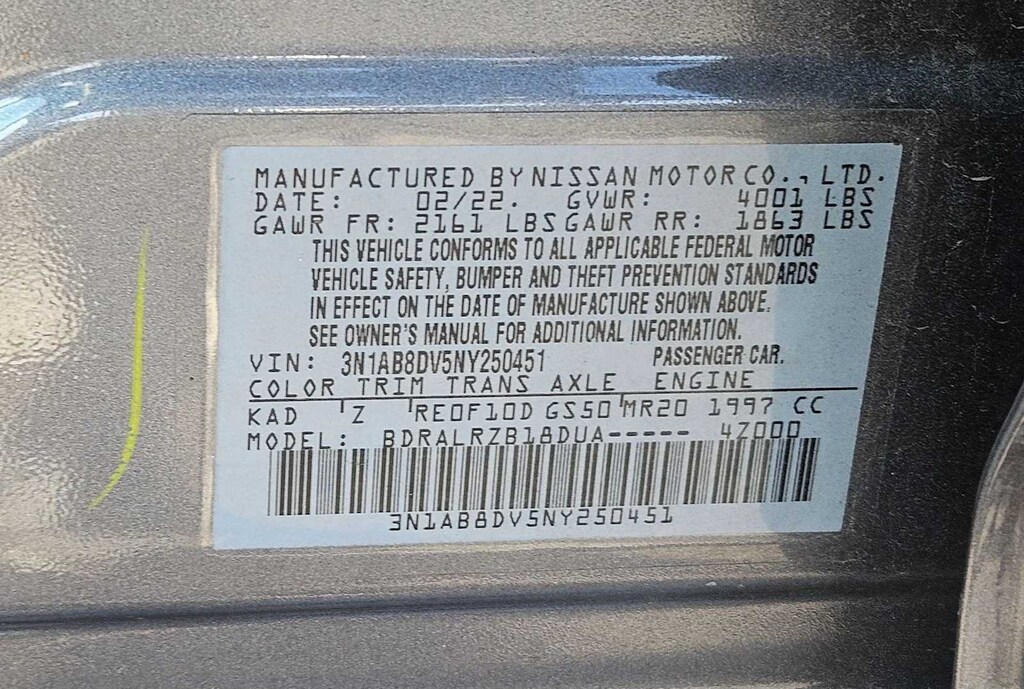 MANUFACTURED BY NISSAN MOTOR CO., LTD.
DATE: 02/22. GVWR: 4001 LBS
GAWR FR: 2161 LBS GAWR RR: 1863 LBS
THIS VEHICLE CONFORMS TO ALL APPLICABLE FEDERAL MOTOR
VEHICLE SAFETY, BUMPER AND THEFT PREVENTION STANDARDS
IN EFFECT ON THE DATE OF MANUFACTURE SHOWN ABOVE.
SEE OWNER'S MANUAL FOR ADDITIONAL INFORMATION.
VIN: 3N1AB8DV5NY250451 PASSENGER CAR.
COLOR TRIM TRANS AXLE ENGINE
KAD Z RE0F10D GS50 MR20 1997 CC
MODEL: BDRALRZB18DUA----- 4Z000
3N1AB8DV5NY250451